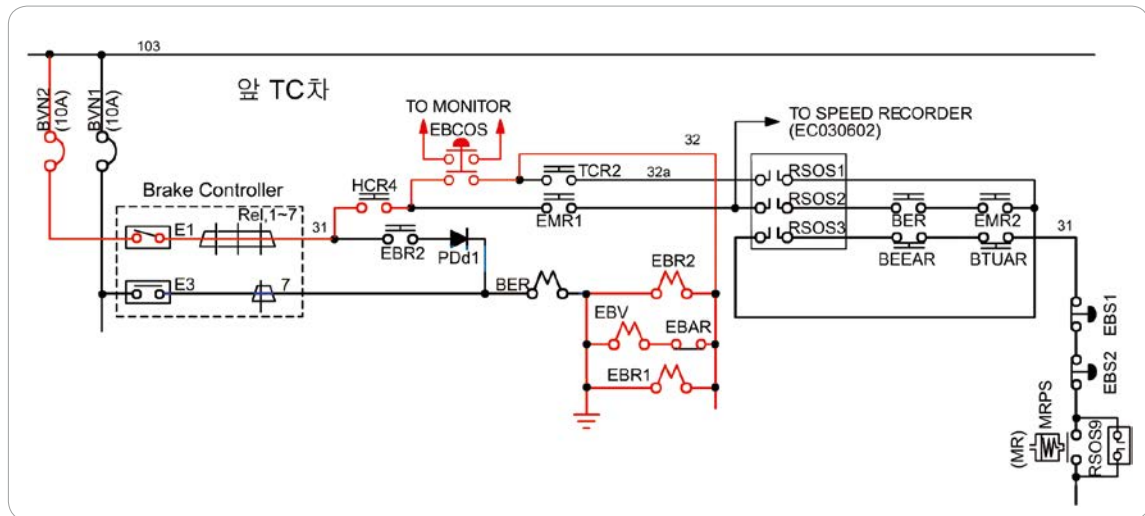 103
앞 TC차
BVN2
(10A)
BVN1
(10A)
TO MONITOR
EBCOS
TO SPEED RECORDER
(EC030602)
32
TCR2
32a
RSOS1
Brake Controller
HCR4
Rel,1~7
EMR1
RSOS2
BER
EMR2
E1
31
EBR2
PDd1
RSOS3
BEEAR
BTUAR
31
E3
7
BER
EBR2
EBS1
EBV
EBAR
EBR1
EBS2
(MR)
MRPS
RSOS9